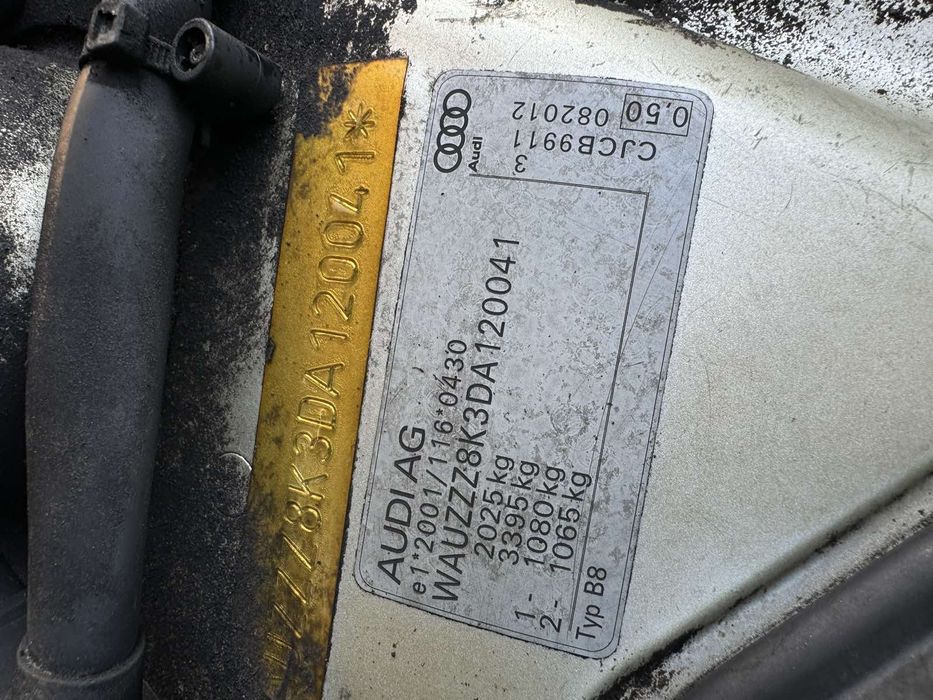 8K3DA120041*
Audi
AUDI AG
e1*2001/116*0430
WAUZZZ8K3DA120041
2025 kg
3395 kg
1- 1080 kg
2- 1065 kg
Typ B8
3
CJCB9911
082012
0,50